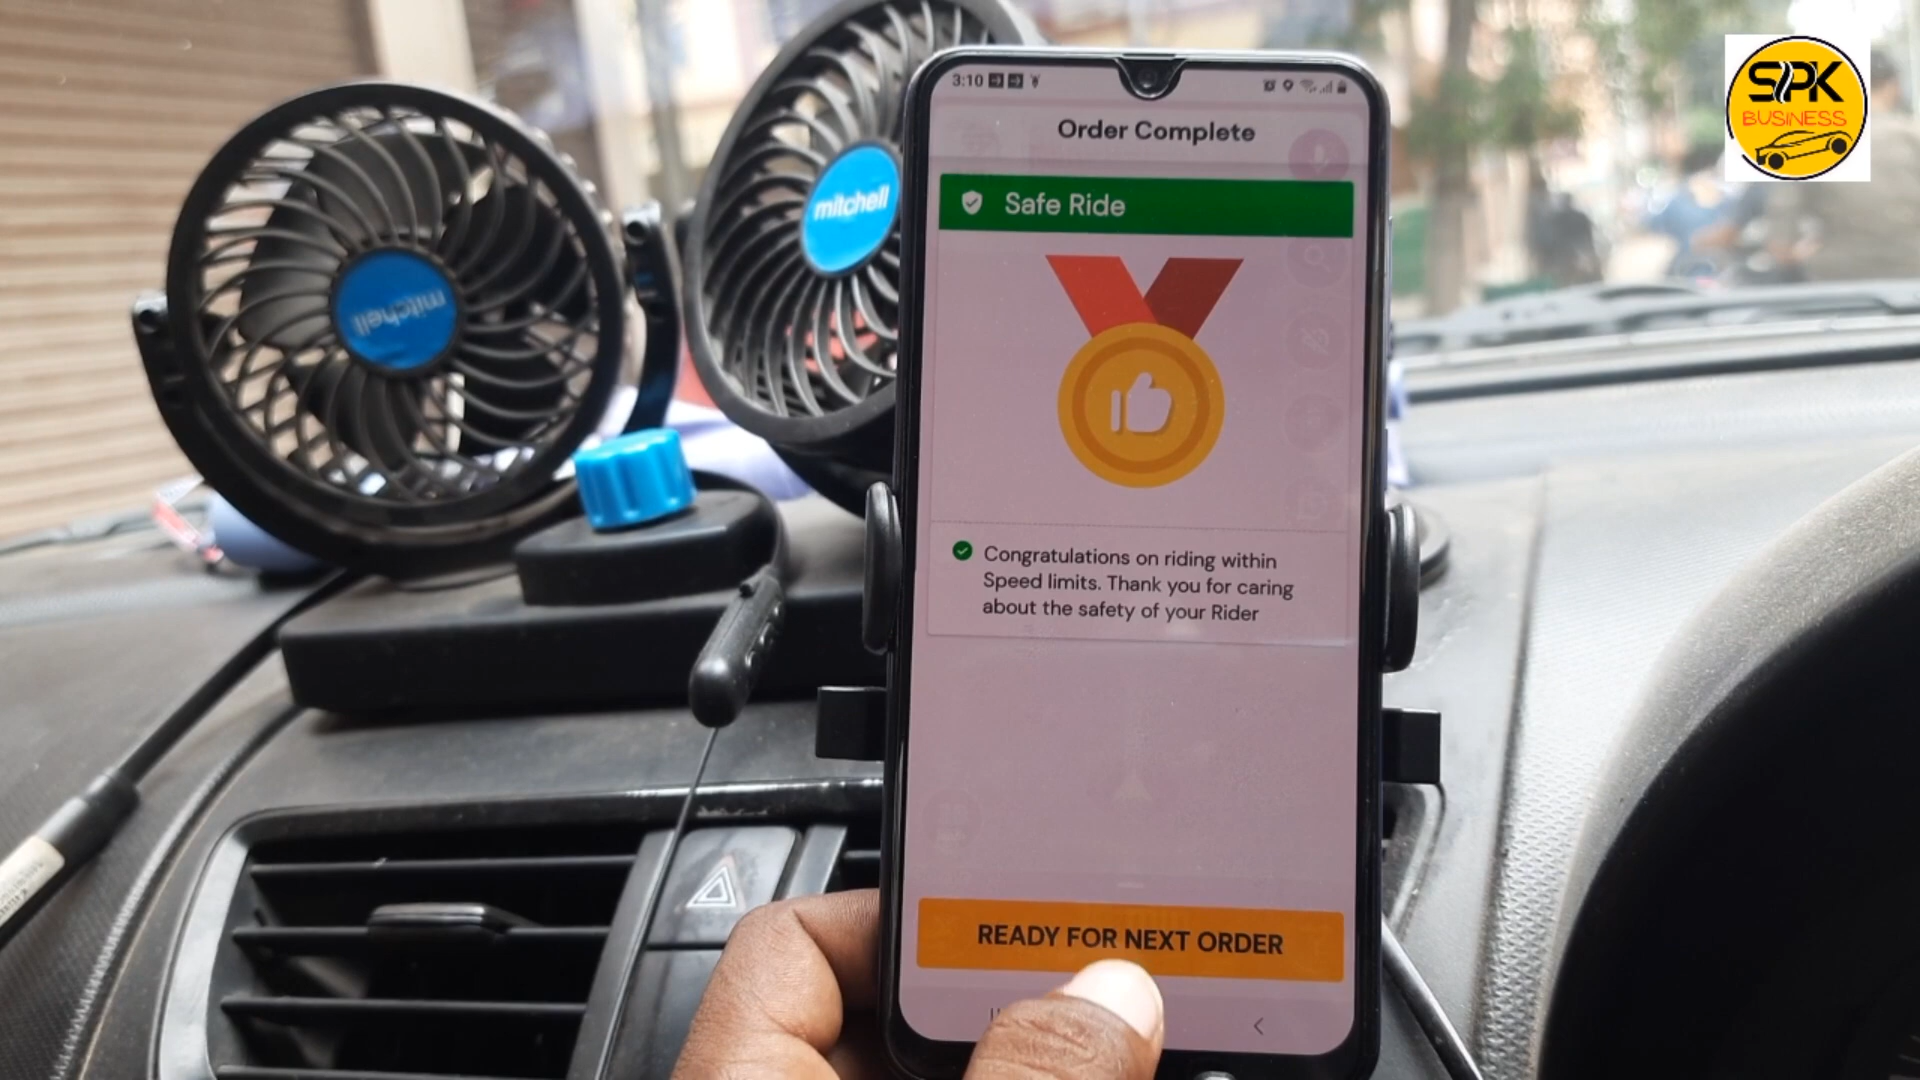 mitchell
mitchell
3:10
Order Complete
Safe Ride
Congratulations on riding within
Speed limits. Thank you for caring
about the safety of your Rider
READY FOR NEXT ORDER
SPK
BUSINESS